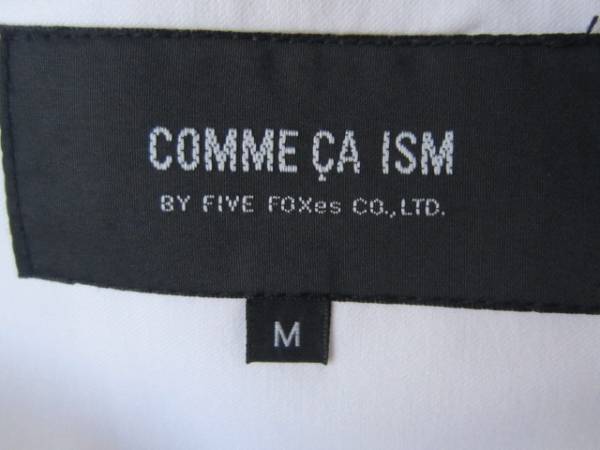 COMME ÇA ISM
BY FIVE FOXes CO.,LTD.
M